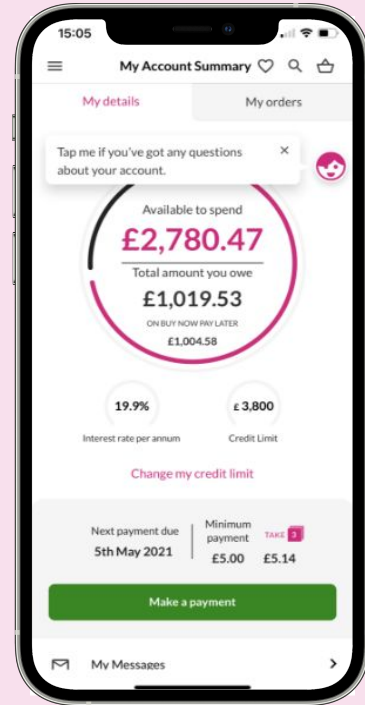 15:05
My Account Summary
My details
My orders
Tap me if you've got any questions
about your account.
Available to spend
£2,780.47
Total amount you owe
£1,019.53
ON BUY NOW PAY LATER
£1,004.58
19.9%
£ 3,800
Interest rate per annum
Credit Limit
Change my credit limit
Next payment due
5th May 2021
Minimum
payment
£5.00
TAKE 3
£5.14
Make a payment
My Messages